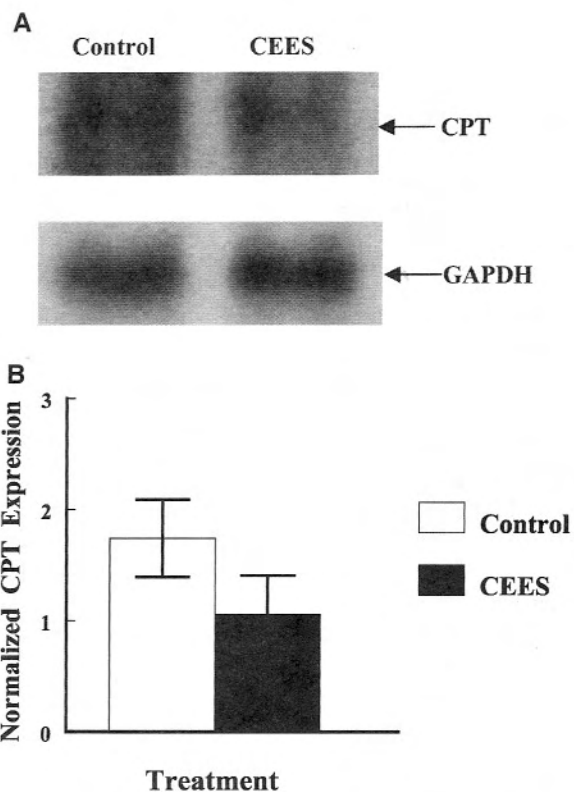 A
Control CEES
CPT
GAPDH
B
Normalized CPT Expression
3
2
1
0
Control
CEES
Treatment